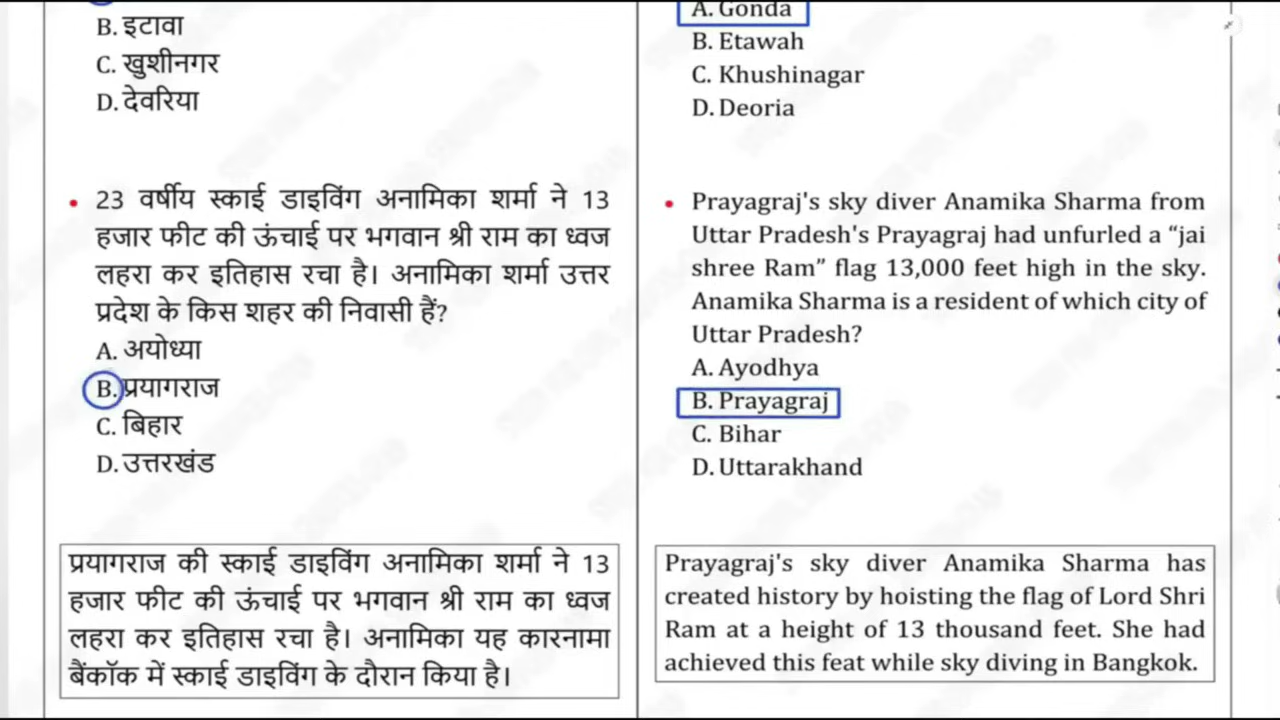 B. इटावा
C. खुशीनगर
D. देवरिया
23 वर्षीय स्काई डाइविंग अनामिका शर्मा ने 13
हजार फीट की ऊंचाई पर भगवान श्री राम का ध्वज
लहरा कर इतिहास रचा है। अनामिका शर्मा उत्तर
प्रदेश के किस शहर की निवासी हैं?
A. अयोध्या
B. प्रयागराज
C. बिहार
D. उत्तरखंड
प्रयागराज की स्काई डाइविंग अनामिका शर्मा ने 13
हजार फीट की ऊंचाई पर भगवान श्री राम का ध्वज
लहरा कर इतिहास रचा है। अनामिका यह कारनामा
बैंकॉक में स्काई डाइविंग के दौरान किया है।
A. Gonda
B. Etawah
C. Khushinagar
D. Deoria
Prayagraj's sky diver Anamika Sharma from
Uttar Pradesh's Prayagraj had unfurled a “jai
shree Ram” flag 13,000 feet high in the sky.
Anamika Sharma is a resident of which city of
Uttar Pradesh?
A. Ayodhya
B. Prayagraj
C. Bihar
D. Uttarakhand
Prayagraj's sky diver Anamika Sharma has
created history by hoisting the flag of Lord Shri
Ram at a height of 13 thousand feet. She had
achieved this feat while sky diving in Bangkok.